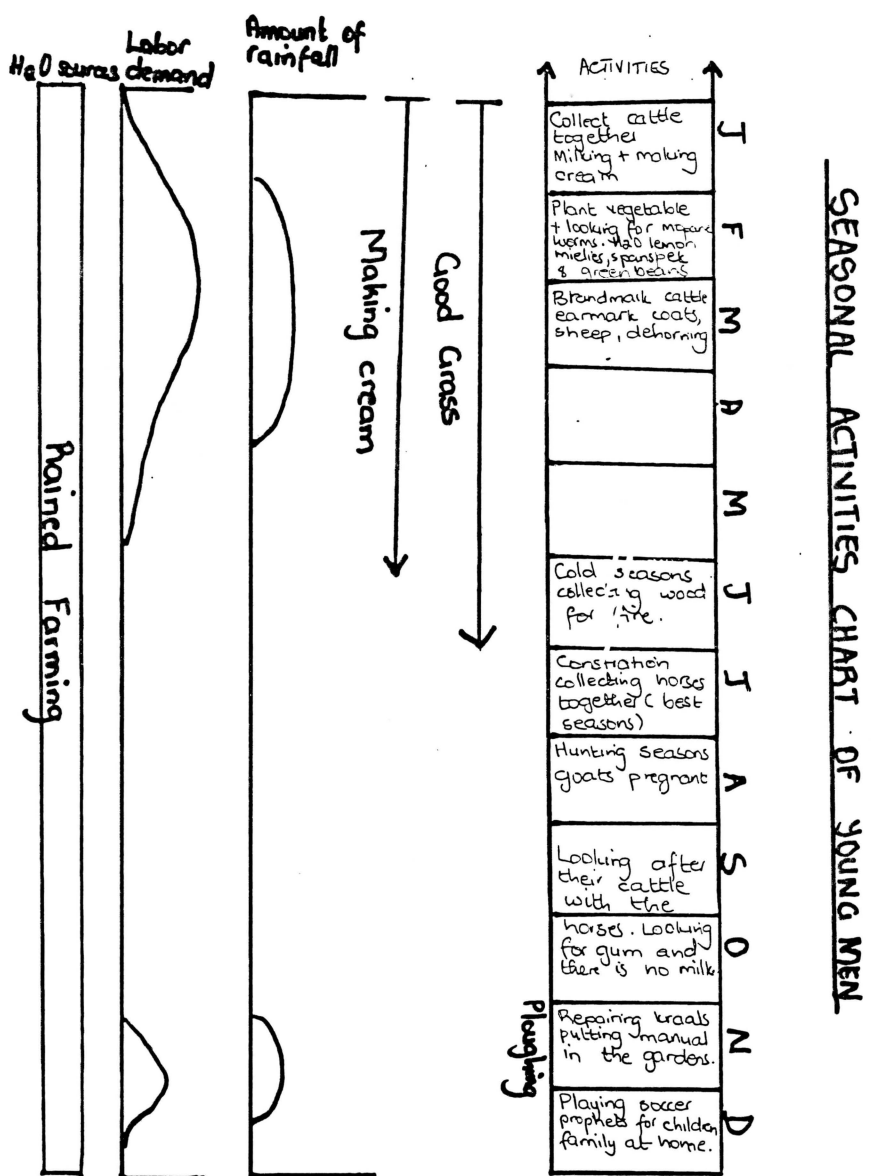 SEASONAL ACTIVITIES CHART OF YOUNG MEN
H2O sources
Labor
demand
Amount of
rainfall
ACTIVITIES
J
Collect cattle
together
Milking + making
cream
F
Plant vegetable
+ looking for mopane
worms. H2O lemon,
mielies, spanspek
& green beans
M
Brandmark cattle
earmark coats,
sheep, dehorning
A
M
J
Cold seasons
collecting wood
for fire.
J
collecting horses
together (best
seasons)
A
Hunting seasons
goats pregnant
S
Looking after
their cattle
with the
O
horses. Looking
for gum and
there is no milk
N
Repairing kraals
putting manual
in the gardens.
D
Playing soccer
prophets for children
family at home.
Ploughing
Good Grass
Making cream
Rained Farming